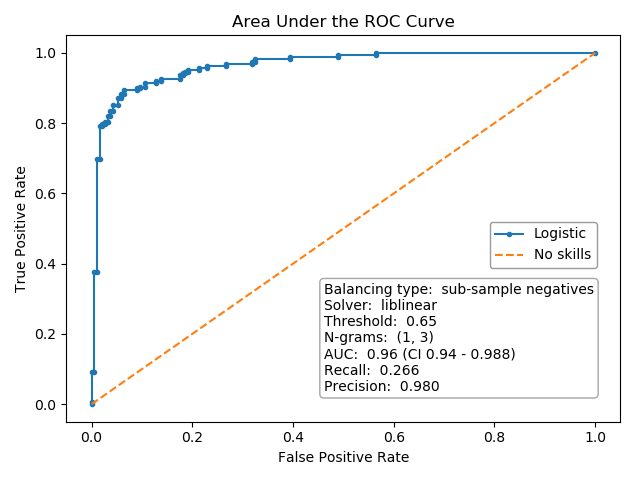 Area Under the ROC Curve
1.0
0.8
0.6
0.4
0.2
0.0
True Positive Rate
Logistic
No skills
Balancing type:  sub-sample negatives
Solver:  liblinear
Threshold:  0.65
N-grams:  (1, 3)
AUC:  0.96 (CI 0.94 - 0.988)
Recall:  0.266
Precision:  0.980
0.0 0.2 0.4 0.6 0.8 1.0
False Positive Rate